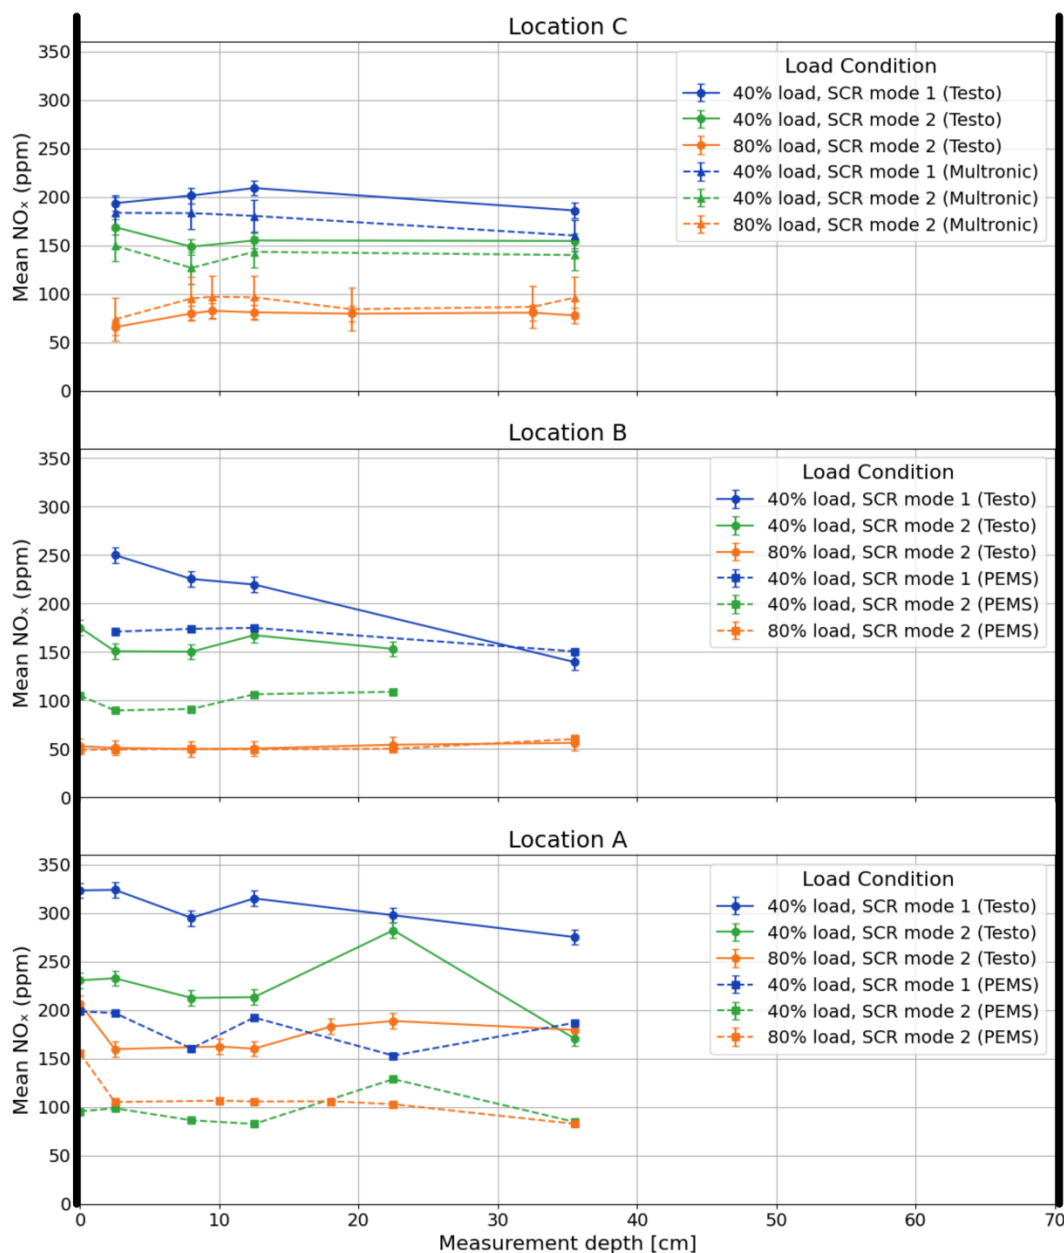 Location C
350
300
250
200
150
100
50
0
Mean NOₓ (ppm)
Load Condition
40% load, SCR mode 1 (Testo)
40% load, SCR mode 2 (Testo)
80% load, SCR mode 2 (Testo)
40% load, SCR mode 1 (Multronic)
40% load, SCR mode 2 (Multronic)
80% load, SCR mode 2 (Multronic)
Location B
350
300
250
200
150
100
50
0
Mean NOₓ (ppm)
Load Condition
40% load, SCR mode 1 (Testo)
40% load, SCR mode 2 (Testo)
80% load, SCR mode 2 (Testo)
40% load, SCR mode 1 (PEMS)
40% load, SCR mode 2 (PEMS)
80% load, SCR mode 2 (PEMS)
Location A
350
300
250
200
150
100
50
0
Mean NOₓ (ppm)
Load Condition
40% load, SCR mode 1 (Testo)
40% load, SCR mode 2 (Testo)
80% load, SCR mode 2 (Testo)
40% load, SCR mode 1 (PEMS)
40% load, SCR mode 2 (PEMS)
80% load, SCR mode 2 (PEMS)
0 10 20 30 40 50 60 70
Measurement depth [cm]